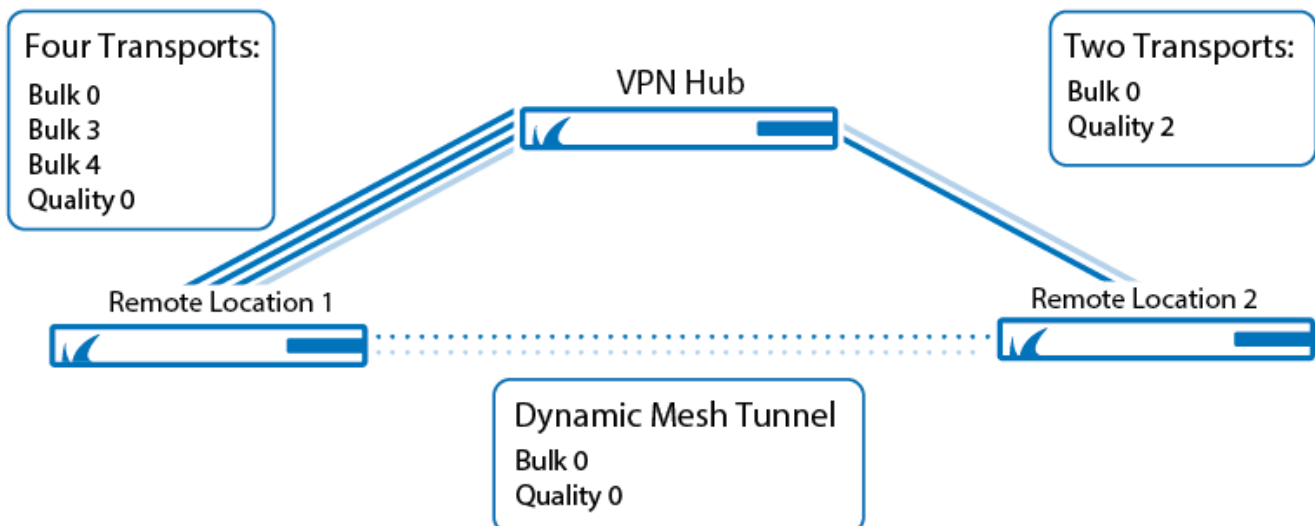 Four Transports:
Bulk 0
Bulk 3
Bulk 4
Quality 0
VPN Hub
Two Transports:
Bulk 0
Quality 2
Remote Location 1
Remote Location 2
Dynamic Mesh Tunnel
Bulk 0
Quality 0